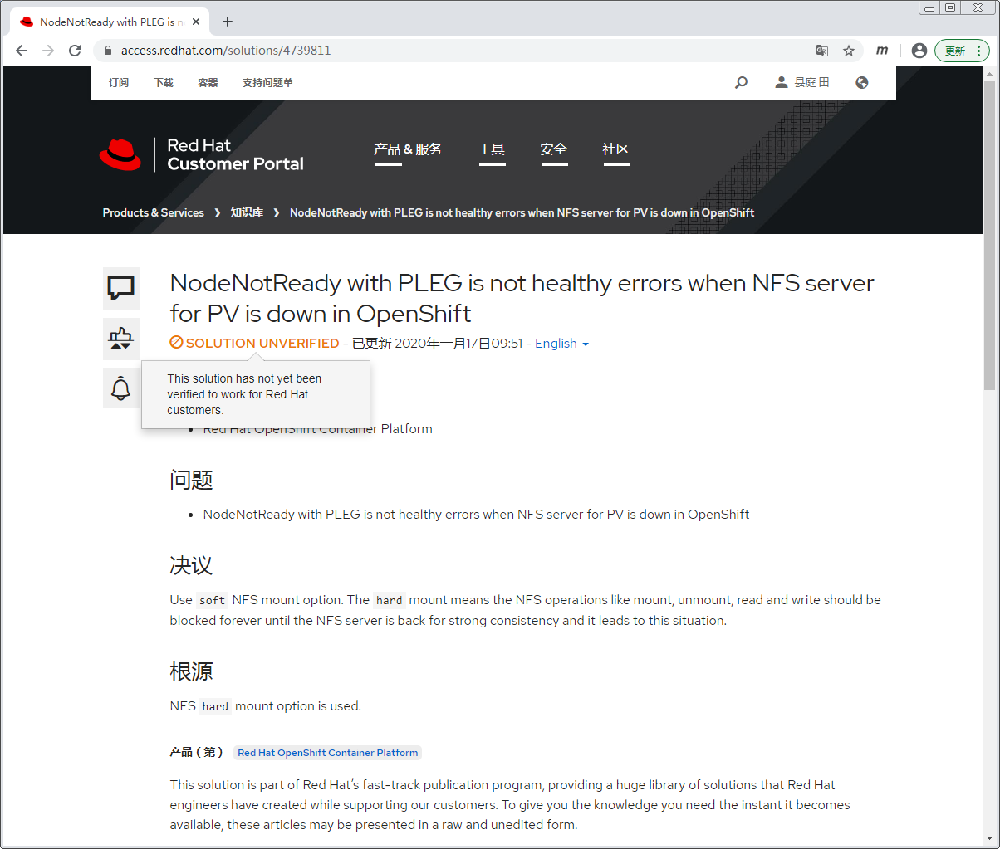 NodeNotReady with PLEG is n
access.redhat.com/solutions/4739811
m
更新
订阅 下载 容器 支持问题单
县庭 田
Red Hat
Customer Portal
产品 & 服务 工具 安全 社区
Products & Services ❯ 知识库 ❯ NodeNotReady with PLEG is not healthy errors when NFS server for PV is down in OpenShift
NodeNotReady with PLEG is not healthy errors when NFS server
for PV is down in OpenShift
SOLUTION UNVERIFIED - 已更新 2020年一月17日09:51 - English
This solution has not yet been
verified to work for Red Hat
customers.
Red Hat OpenShift Container Platform
问题
NodeNotReady with PLEG is not healthy errors when NFS server for PV is down in OpenShift
决议
Use soft NFS mount option. The hard mount means the NFS operations like mount, unmount, read and write should be
blocked forever until the NFS server is back for strong consistency and it leads to this situation.
根源
NFS hard mount option is used.
产品（第） Red Hat OpenShift Container Platform
This solution is part of Red Hat’s fast-track publication program, providing a huge library of solutions that Red Hat
engineers have created while supporting our customers. To give you the knowledge you need the instant it becomes
available, these articles may be presented in a raw and unedited form.